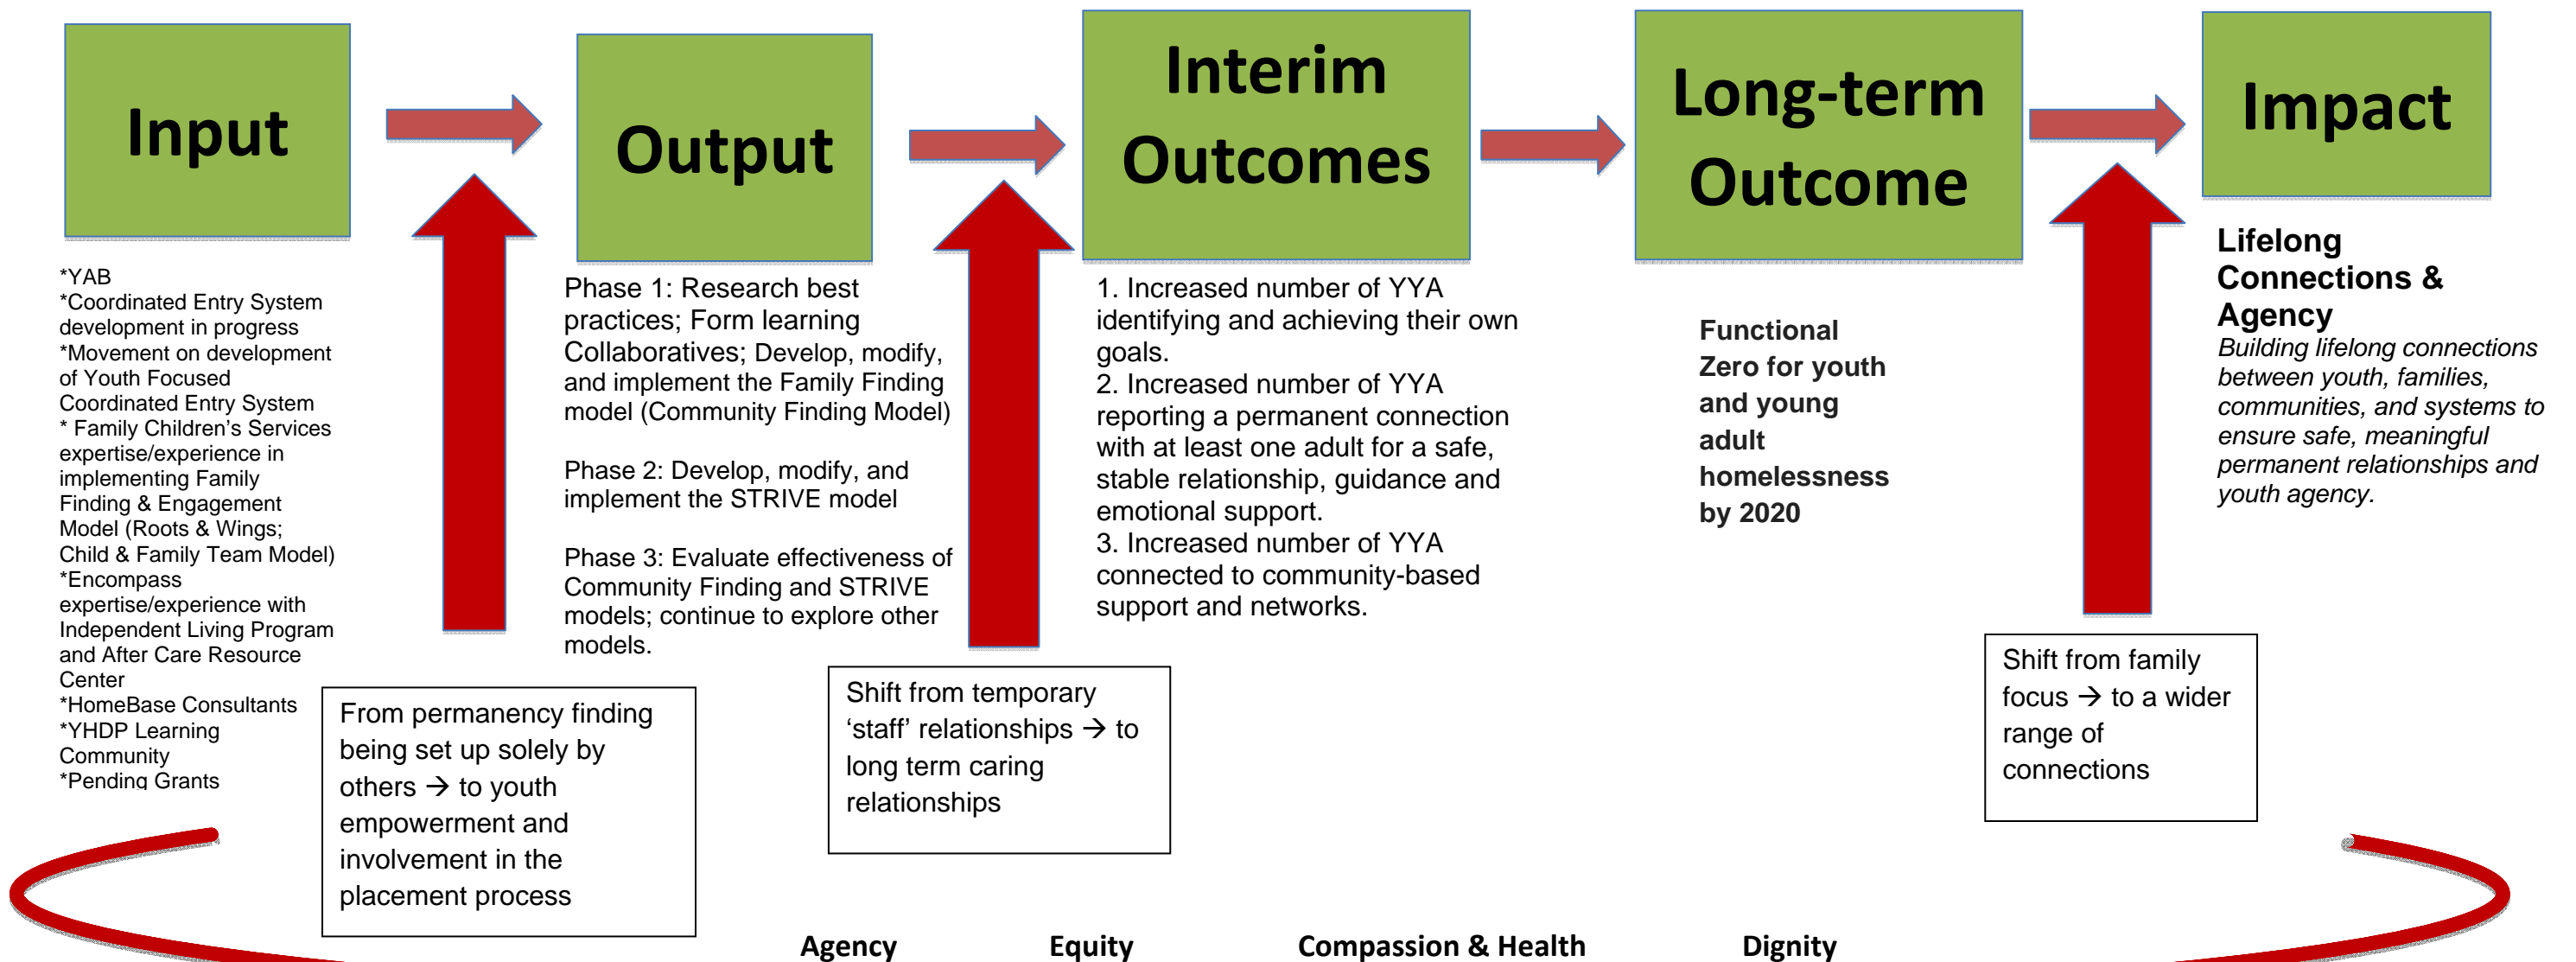 Input
*YAB
*Coordinated Entry System
development in progress
*Movement on development
of Youth Focused
Coordinated Entry System
* Family Children's Services
expertise/experience in
implementing Family
Finding & Engagement
Model (Roots & Wings;
Child & Family Team Model)
*Encompass
expertise/experience with
Independent Living Program
and After Care Resource
Center
*HomeBase Consultants
*YHDP Learning
Community
*Pending Grants
From permanency finding
being set up solely by
others → to youth
empowerment and
involvement in the
placement process
Output
Phase 1: Research best
practices; Form learning
Collaboratives; Develop, modify,
and implement the Family Finding
model (Community Finding Model)
Phase 2: Develop, modify, and
implement the STRIVE model
Phase 3: Evaluate effectiveness of
Community Finding and STRIVE
models; continue to explore other
models.
Shift from temporary
‘staff’ relationships → to
long term caring
relationships
Interim
Outcomes
1. Increased number of YYA
identifying and achieving their own
goals.
2. Increased number of YYA
reporting a permanent connection
with at least one adult for a safe,
stable relationship, guidance and
emotional support.
3. Increased number of YYA
connected to community-based
support and networks.
Long-term
Outcome
Functional
Zero for youth
and young
adult
homelessness
by 2020
Shift from family
focus → to a wider
range of
connections
Impact
Lifelong
Connections &
Agency
Building lifelong connections
between youth, families,
communities, and systems to
ensure safe, meaningful
permanent relationships and
youth agency.
Agency Equity Compassion & Health Dignity